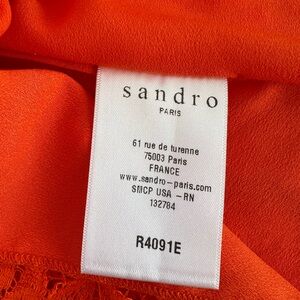 sandro
PARIS
61 rue de turenne
75003 Paris
FRANCE
www.sandro-paris.com
SMCP USA - RN
132784
R4091E